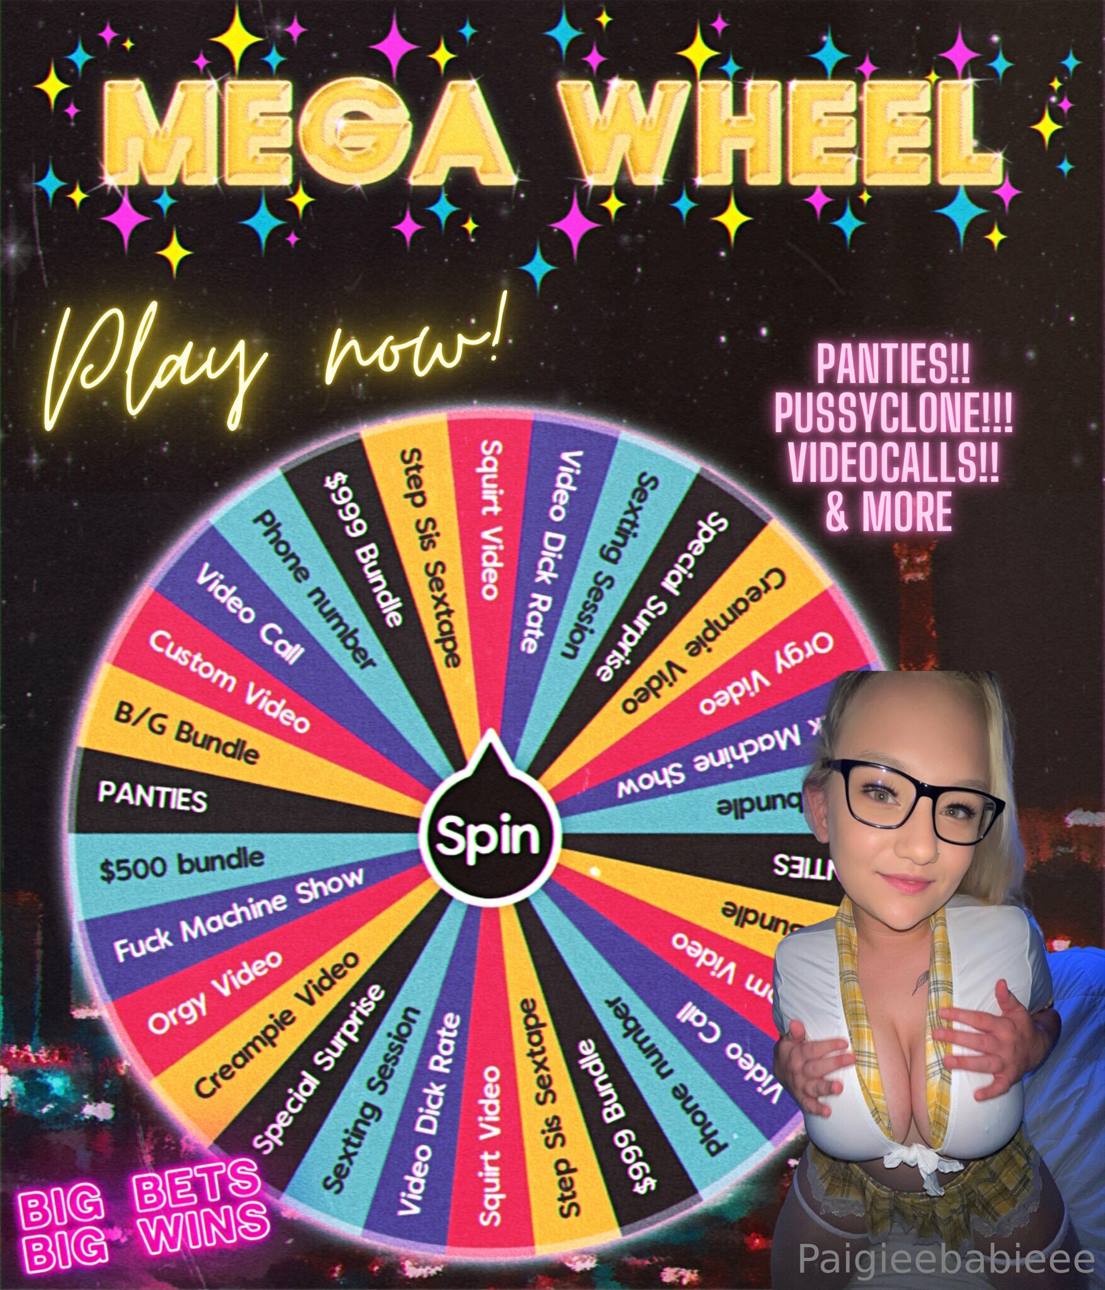 MEGA WHEEL
Play now!
PANTIES!!
PUSSYCLONE!!!
VIDEOCALLS!!
& MORE
Squirt Video
Video Dick Rate
Sexting Session
Special Surprise
Creampie Video
Orgy Video
Machine Show
bundle
Bundle
Video
Video Call
Phone number
$999 Bundle
Step Sis Sextape
Squirt Video
Video Dick Rate
Sexting Session
Special Surprise
Creampie Video
Orgy Video
Fuck Machine Show
$500 bundle
PANTIES
B/G Bundle
Custom Video
Video Call
Phone number
$999 Bundle
Step Sis Sextape
Spin
BIG BETS
BIG WINS
Paigieebabieee